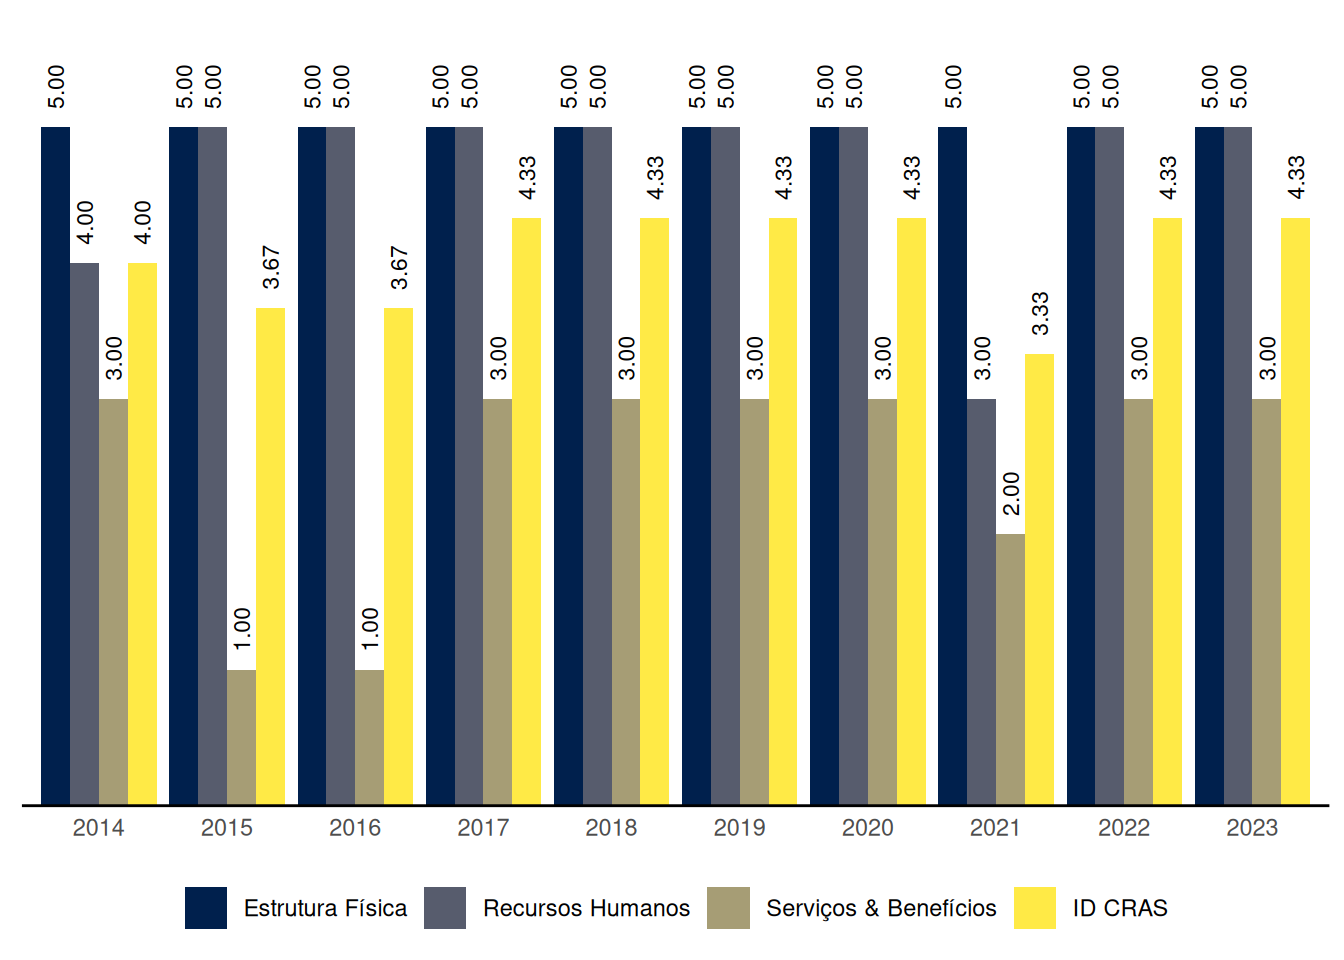 5.00 4.00 3.00 4.00 5.00 5.00 1.00 3.67 5.00 5.00 1.00 3.67 5.00 5.00 3.00 4.33 5.00 5.00 3.00 4.33 5.00 5.00 3.00 4.33 5.00 5.00 3.00 4.33 5.00 3.00 2.00 3.33 5.00 5.00 3.00 4.33 5.00 5.00 3.00 4.33
2014 2015 2016 2017 2018 2019 2020 2021 2022 2023
Estrutura Física Recursos Humanos Serviços & Benefícios ID CRAS